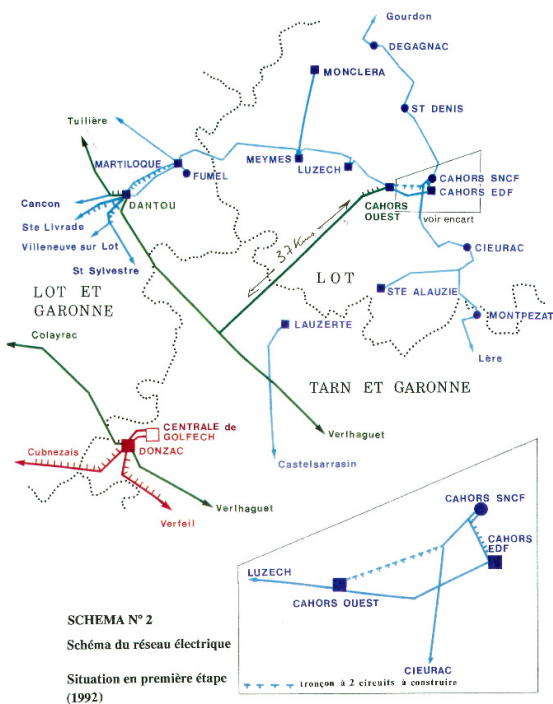 Gourdon
DEGAGNAC
MONCLERA
ST DENIS
Tuilière
MARTILOQUE
FUMEL
MEYMES
LUZECH
CAHORS SNCF
CAHORS EDF
CAHORS
OUEST
voir encart
Cancon
DANTOU
Ste Livrade
Villeneuve sur Lot
St Sylvestre
37 Kms
CIEURAC
LOT
STE ALAUZIE
LOT ET
GARONNE
MONTPEZAT
LAUZERTE
Colayrac
Lère
TARN ET GARONNE
CENTRALE de
GOLFECH
DONZAC
Cubnezais
Verlhaguet
Castelsarrasin
Verlhaguet
Verfeil
CAHORS SNCF
CAHORS
EDF
LUZECH
CAHORS OUEST
CIEURAC
tronçon à 2 circuits à construire
SCHEMA N° 2
Schéma du réseau électrique
Situation en première étape
(1992)